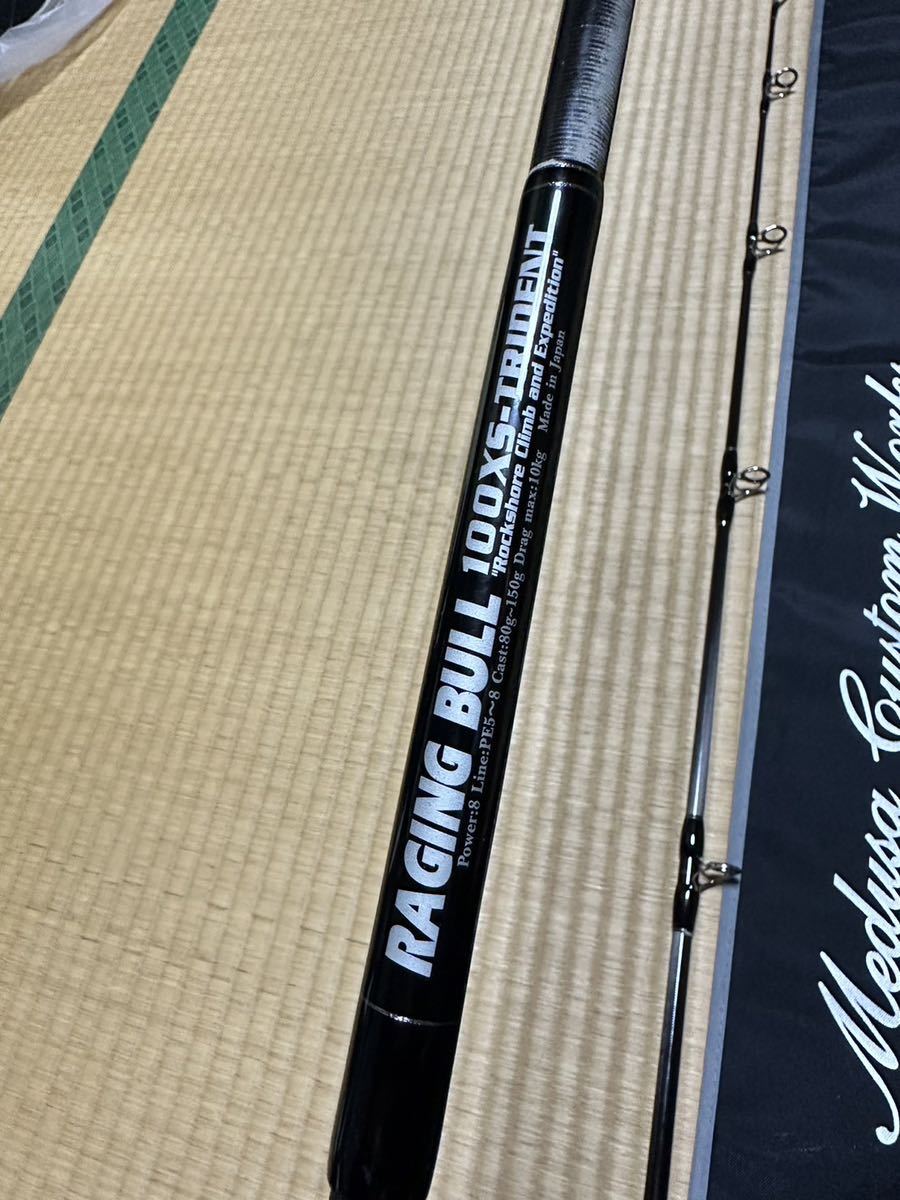 RAGING BULL 100XS-TRIDENT
"Rockshore Climb and Expedition"
Power:8 Line:PE5～8 Cast:80g~150g Drag max:10kg Made in Japan
Medusa Custom Works